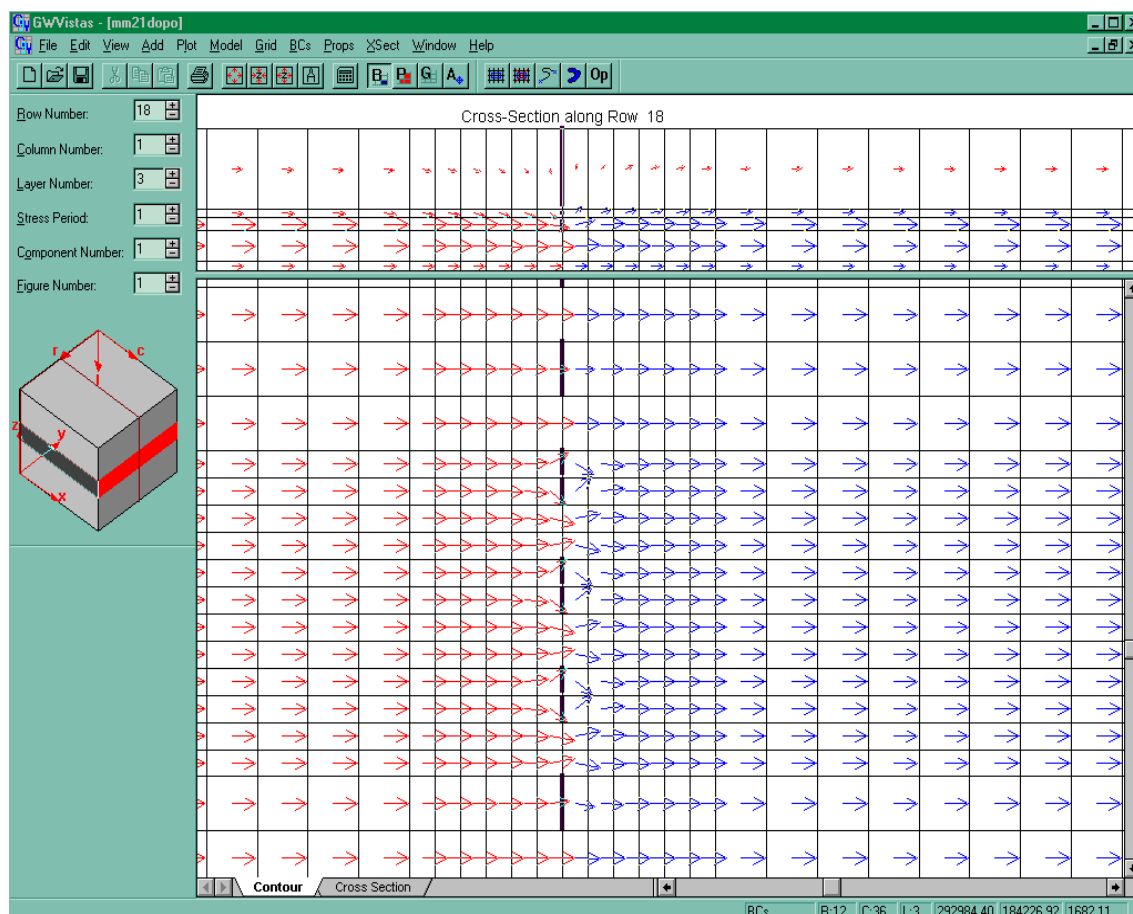 GWVistas - [mm21dopo]
File Edit View Add Plot Model Grid BCs Props XSect Window Help
B P G A Op
Row Number: 18
Column Number: 1
Layer Number: 3
Stress Period: 1
Component Number: 1
Figure Number: 1
Cross-Section along Row 18
r c
l
z y
x
Contour Cross Section
BCs R:12 C:36 L:3 292984.40 184226.92 1682.11